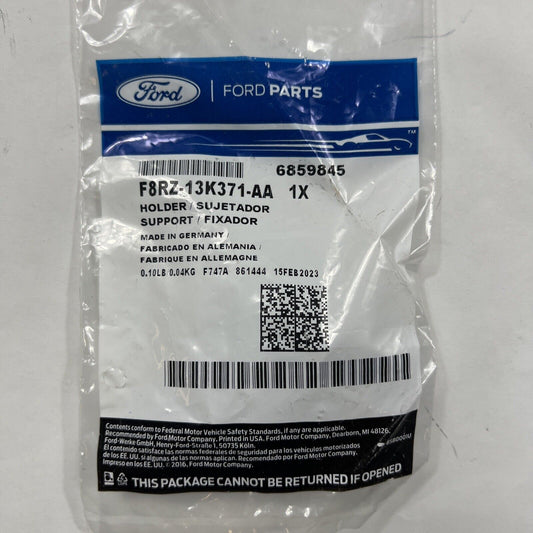 Ford FORD PARTS
TM
6859845
F8RZ-13K371-AA 1X
HOLDER / SUJETADOR
SUPPORT / FIXADOR
MADE IN GERMANY /
FABRICADO EN ALEMANIA /
FABRIQUE EN ALLEMAGNE
0.10LB 0.04KG F747A 861444 15FEB2023
Contents conform to Federal Motor Vehicle Safety Standards, if any are applicable.
Recommended by Ford Motor Company. Printed in USA. Ford Motor Company, Dearborn, MI 48126.
Ford-Werke GmbH, Henry-Ford-Straße 1, 50735 Köln.
El contenido satisface las normas federales de seguridad para los vehículos motorizados
de los EE. UU. si algunas de las normas aplican. Recomendado por Ford Motor Company.
Impreso en los EE. UU. © 2016, Ford Motor Company.
THIS PACKAGE CANNOT BE RETURNED IF OPENED